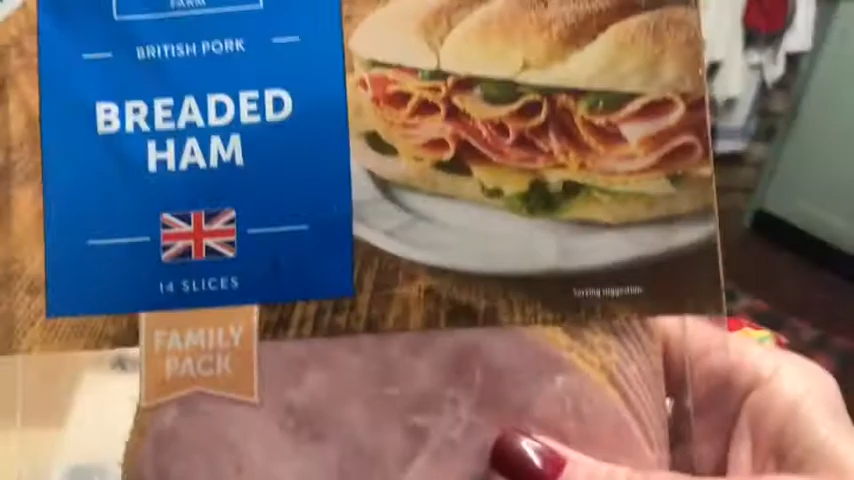 FARM
BRITISH PORK
BREADED
HAM
14 SLICES
Serving suggestion
FAMILY
PACK